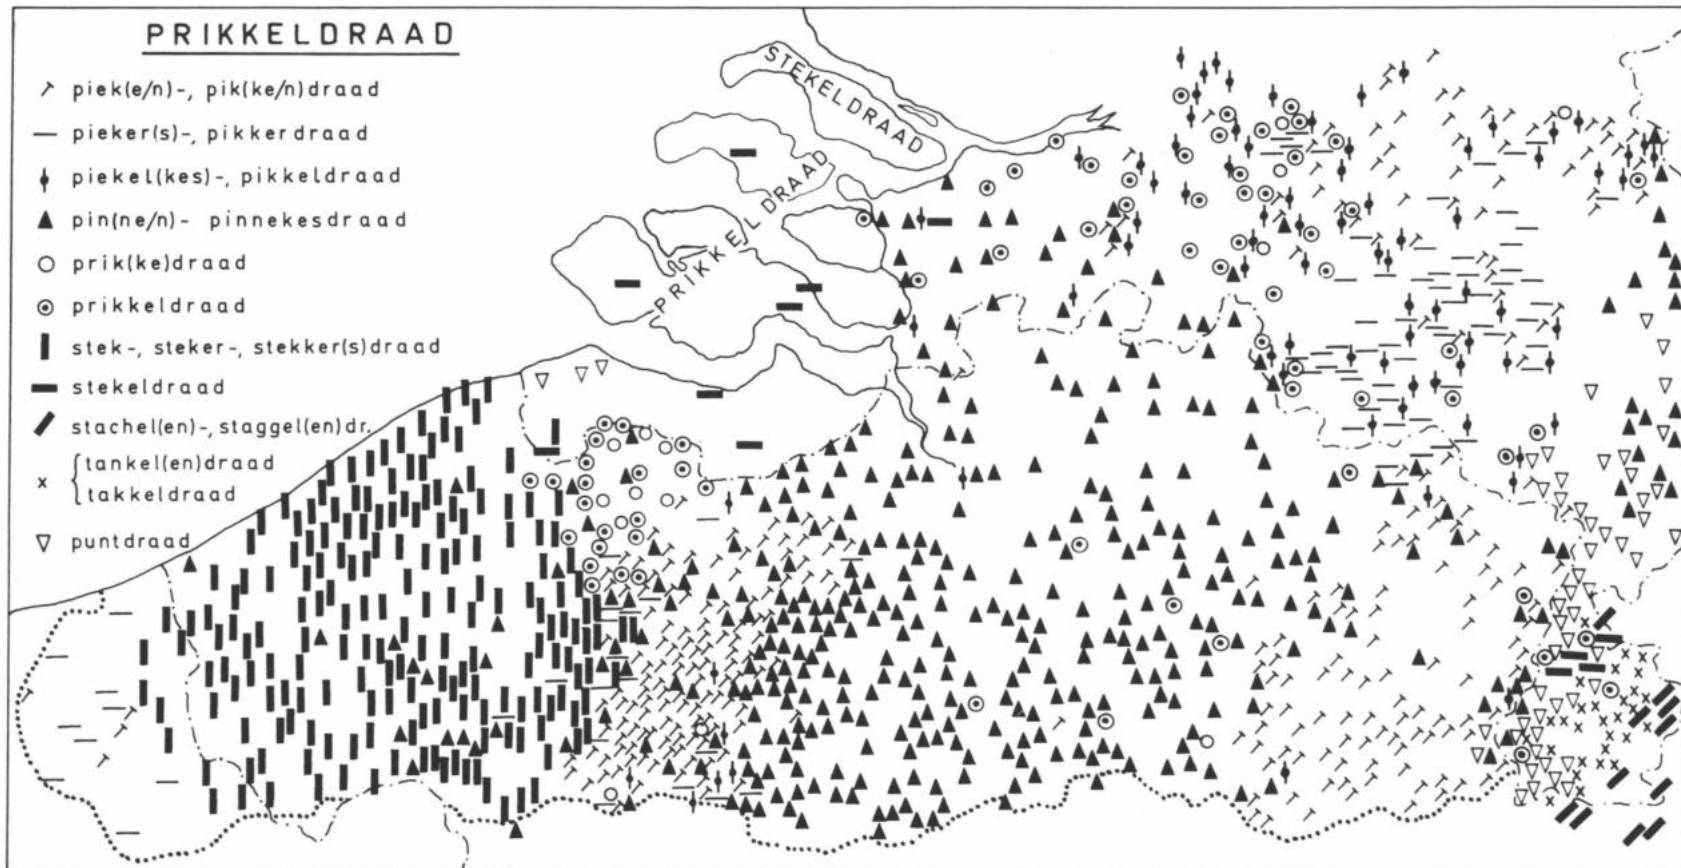 PRIKKELDRAAD
piek(e/n)-, pik(ke/n)draad
pieker(s)-, pikkerdraad
piekel(kes)-, pikkeldraad
pin(ne/n)- pinnekesdraad
prik(ke)draad
prikkeldraad
stek-, steker-, stekker(s)draad
stekeldraad
stachel(en)-, staggel(en)dr.
tankel(en)draad
takkeldraad
puntdraad
STEKELDRAAD
PRIKKELDRAAD